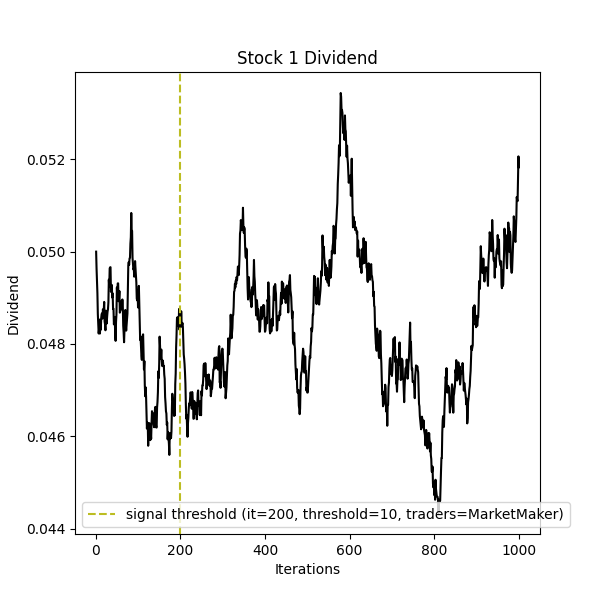 Stock 1 Dividend
0.052
0.050
0.048
0.046
0.044
Dividend
signal threshold (it=200, threshold=10, traders=MarketMaker)
0 200 400 600 800 1000
Iterations